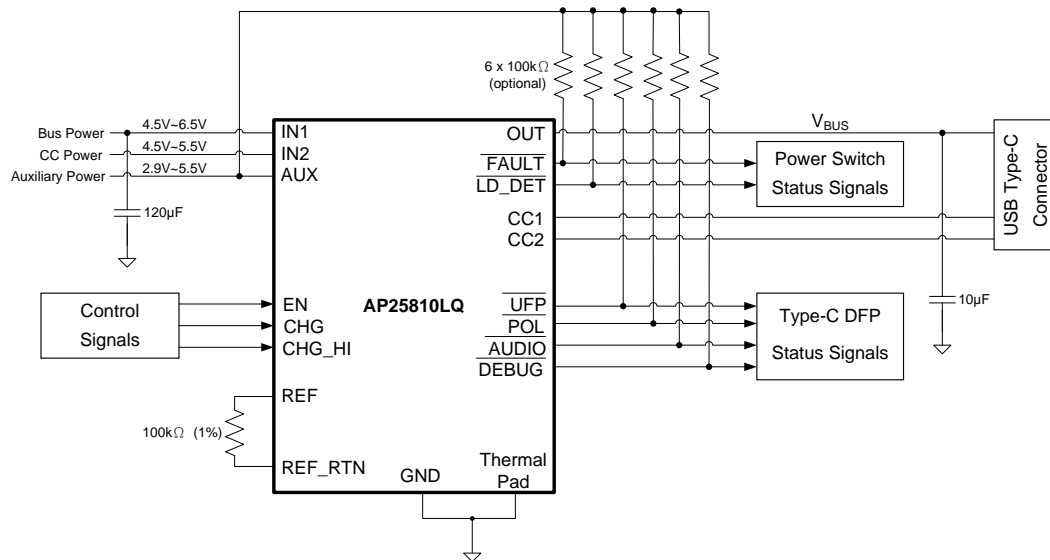 6 x 100kΩ
(optional)
Bus Power
4.5V~6.5V
CC Power
4.5V~5.5V
Auxiliary Power
2.9V~5.5V
120µF
IN1
IN2
AUX
OUT
FAULT
LD_DET
CC1
CC2
VBUS
Power Switch
Status Signals
USB Type-C
Connector
Control
Signals
EN
CHG
CHG_HI
AP25810LQ
UFP
POL
AUDIO
DEBUG
Type-C DFP
Status Signals
10µF
REF
100kΩ (1%)
REF_RTN
GND
Thermal
Pad